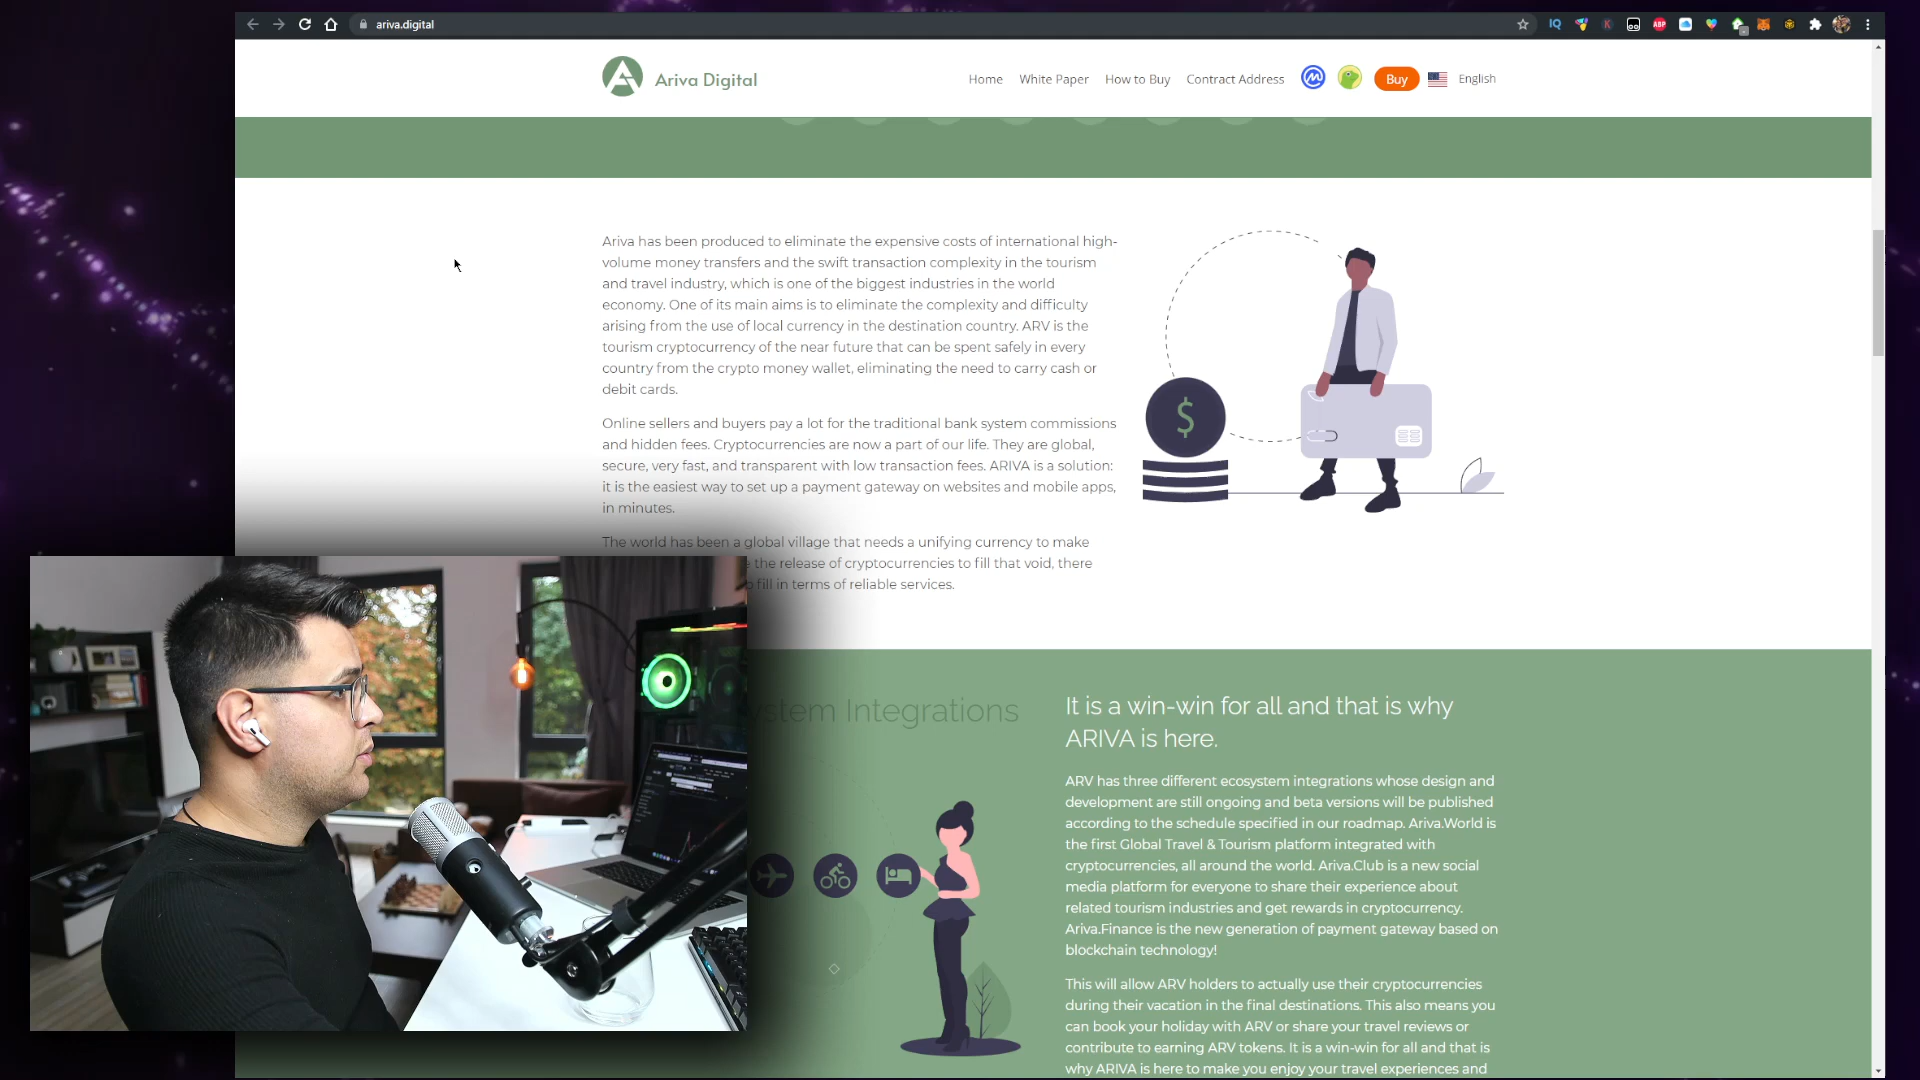 ariva.digital
Ariva Digital
Home White Paper How to Buy Contract Address Buy English
Ariva has been produced to eliminate the expensive costs of international high-
volume money transfers and the swift transaction complexity in the tourism
and travel industry, which is one of the biggest industries in the world
economy. One of its main aims is to eliminate the complexity and difficulty
arising from the use of local currency in the destination country. ARV is the
tourism cryptocurrency of the near future that can be spent safely in every
country from the crypto money wallet, eliminating the need to carry cash or
debit cards.
Online sellers and buyers pay a lot for the traditional bank system commissions
and hidden fees. Cryptocurrencies are now a part of our life. They are global,
secure, very fast, and transparent with low transaction fees. ARIVA is a solution:
it is the easiest way to set up a payment gateway on websites and mobile apps,
in minutes.
The world has been a global village that needs a unifying currency to make
the release of cryptocurrencies to fill that void, there
fill in terms of reliable services.
ystem Integrations
It is a win-win for all and that is why
ARIVA is here.
ARV has three different ecosystem integrations whose design and
development are still ongoing and beta versions will be published
according to the schedule specified in our roadmap. Ariva.World is
the first Global Travel & Tourism platform integrated with
cryptocurrencies, all around the world. Ariva.Club is a new social
media platform for everyone to share their experience about
related tourism industries and get rewards in cryptocurrency.
Ariva.Finance is the new generation of payment gateway based on
blockchain technology!
This will allow ARV holders to actually use their cryptocurrencies
during their vacation in the final destinations. This also means you
can book your holiday with ARV or share your travel reviews or
contribute to earning ARV tokens. It is a win-win for all and that is
why ARIVA is here to make you enjoy your travel experiences and